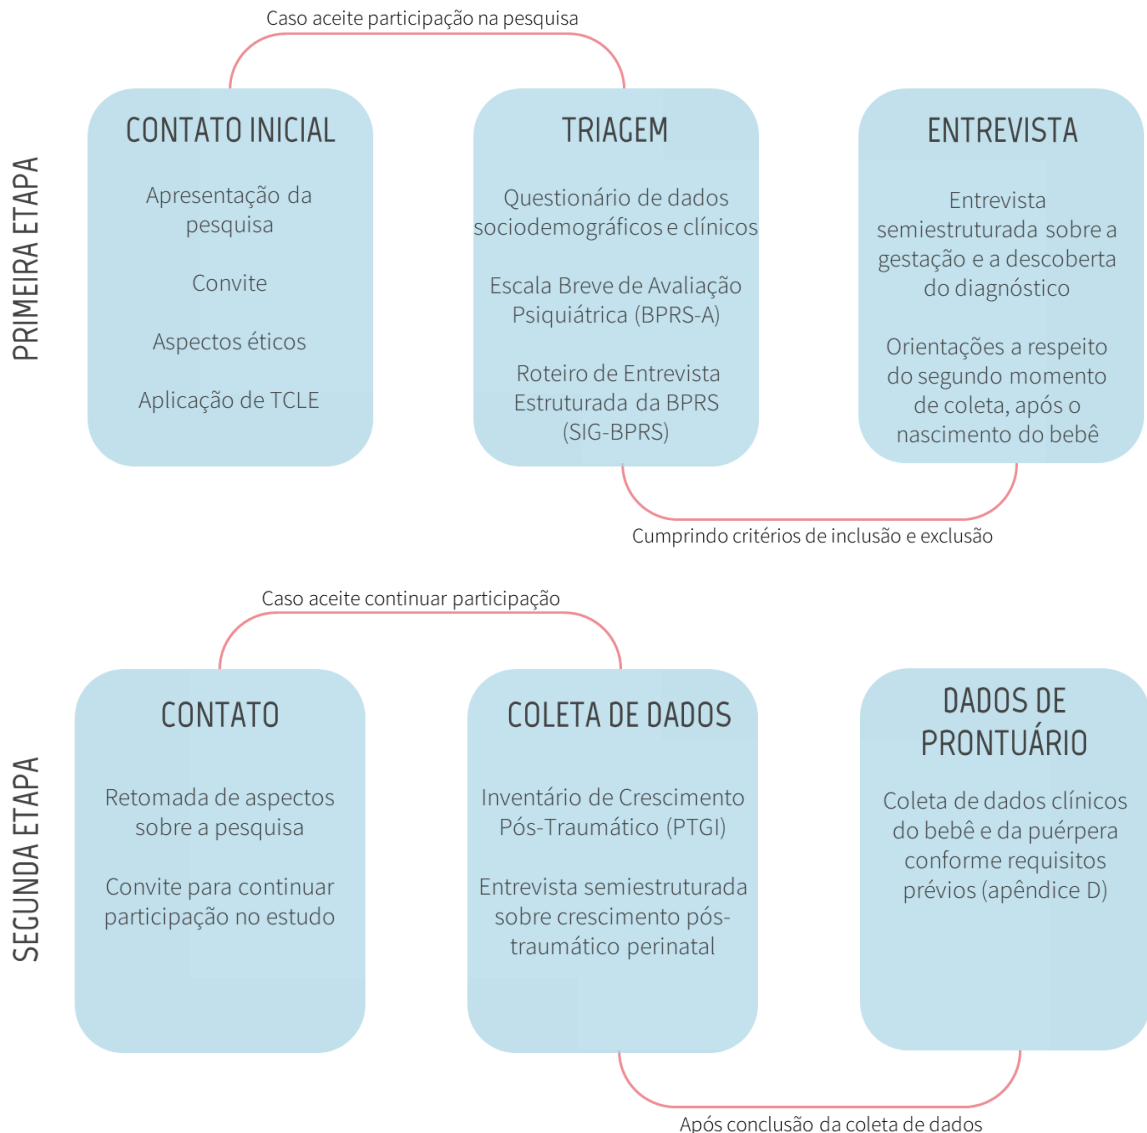 Caso aceite participação na pesquisa
PRIMEIRA ETAPA
CONTATO INICIAL
Apresentação da
pesquisa
Convite
Aspectos éticos
Aplicação de TCLE
TRIAGEM
Questionário de dados
sociodemográficos e clínicos
Escala Breve de Avaliação
Psiquiátrica (BPRS-A)
Roteiro de Entrevista
Estruturada da BPRS
(SIG-BPRS)
ENTREVISTA
Entrevista
semiestruturada sobre a
gestação e a descoberta
do diagnóstico
Orientações a respeito
do segundo momento
de coleta, após o
nascimento do bebê
Cumprindo critérios de inclusão e exclusão
Caso aceite continuar participação
SEGUNDA ETAPA
CONTATO
Retomada de aspectos
sobre a pesquisa
Convite para continuar
participação no estudo
COLETA DE DADOS
Inventário de Crescimento
Pós-Traumático (PTGI)
Entrevista semiestruturada
sobre crescimento pós-
traumático perinatal
DADOS DE
PRONTUÁRIO
Coleta de dados clínicos
do bebê e da puérpera
conforme requisitos
prévios (apêndice D)
Após conclusão da coleta de dados